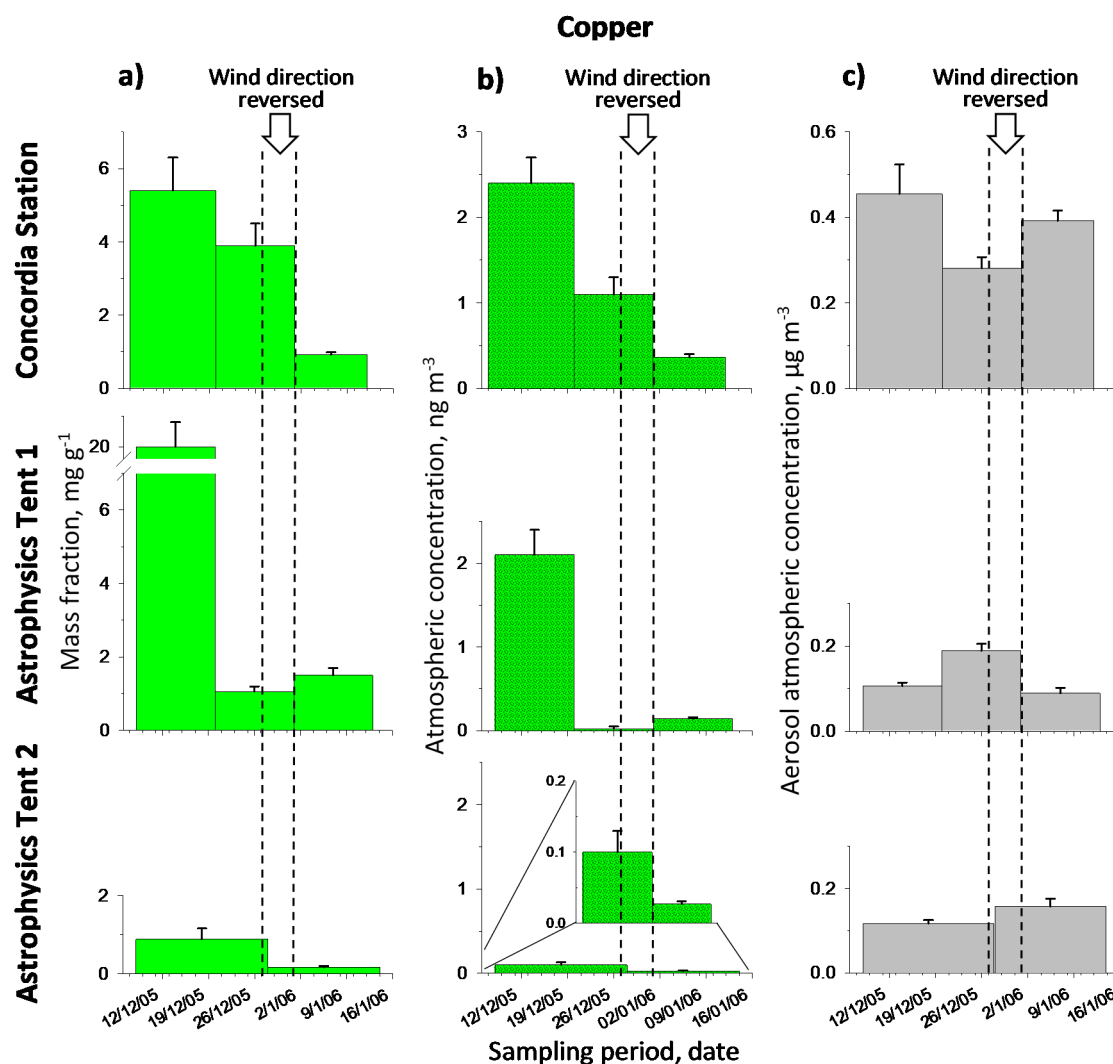 Copper
a)
Wind direction
reversed
b)
Wind direction
reversed
c)
Wind direction
reversed
Concordia Station
Astrophysics Tent 1
Astrophysics Tent 2
Mass fraction, mg g-1
6
4
2
0
20
6
4
2
0
2
0
Atmospheric concentration, ng m-3
3
2
1
0
2
1
0
2
1
0
0.2
0.1
0.0
Aerosol atmospheric concentration, µg m-3
0.6
0.4
0.2
0.0
0.2
0.0
0.2
0.0
12/12/05
19/12/05
26/12/05
2/1/06
9/1/06
16/1/06
12/12/05
19/12/05
26/12/05
02/01/06
09/01/06
16/01/06
12/12/05
19/12/05
26/12/05
2/1/06
9/1/06
16/1/06
Sampling period, date